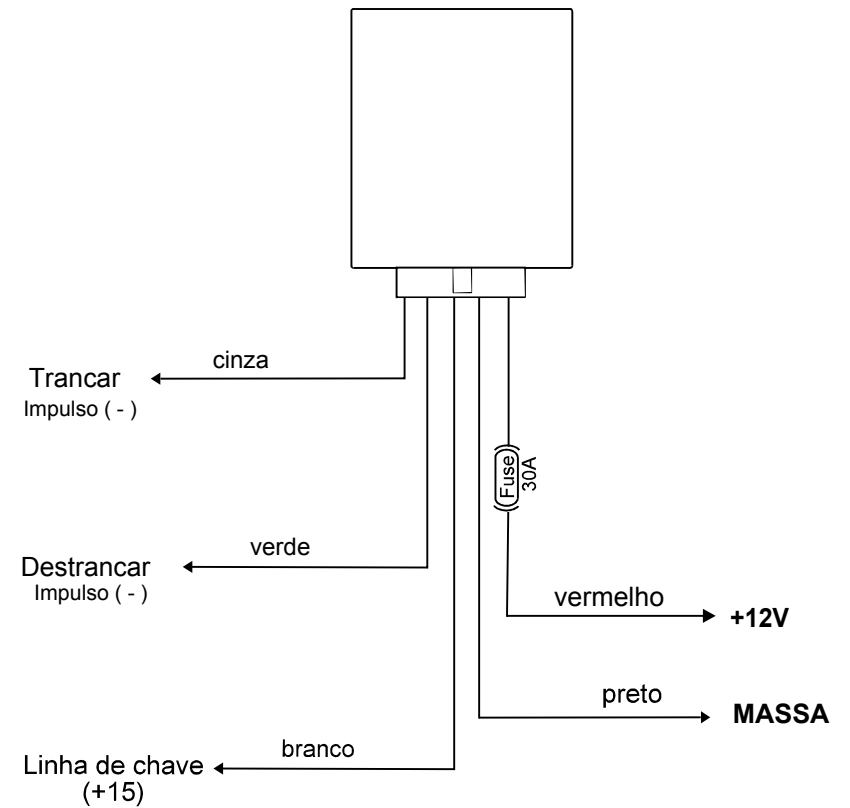 cinza
Trancar
Impulso ( - )
Fuse
30A
verde
Destrancar
Impulso ( - )
vermelho
+12V
preto
MASSA
branco
Linha de chave
(+15)